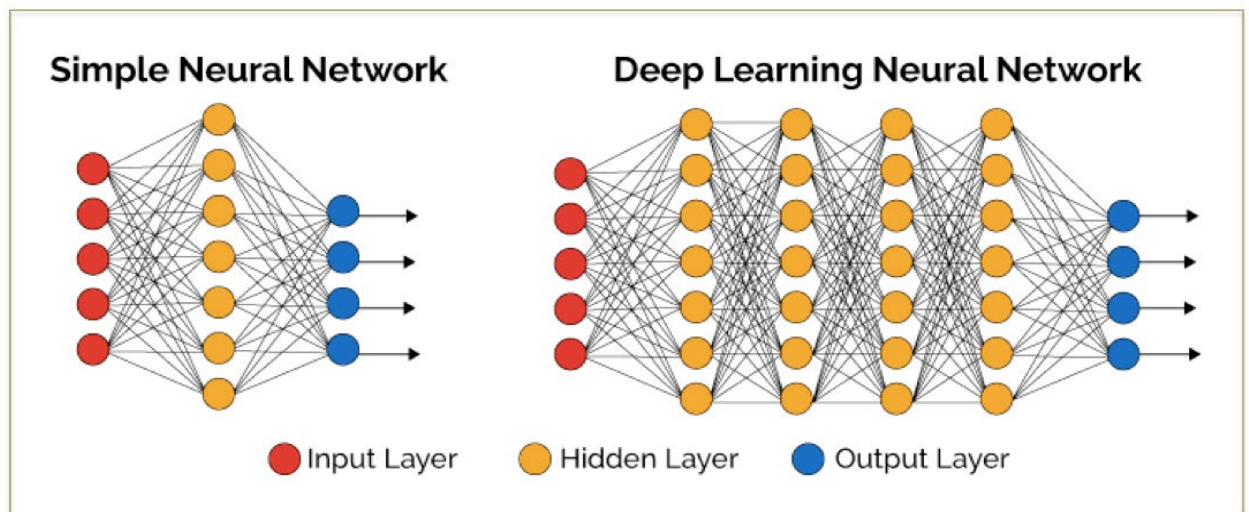 Simple Neural Network
Deep Learning Neural Network
Input Layer
Hidden Layer
Output Layer